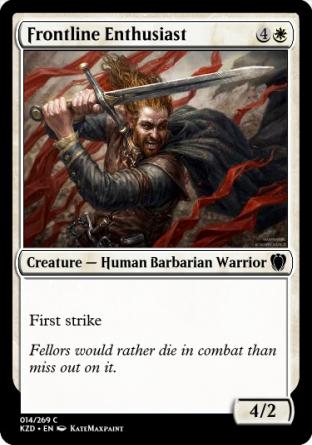 Frontline Enthusiast 4
Creature — Human Barbarian Warrior
First strike
Fellors would rather die in combat than
miss out on it.
4/2
014/269 C
KZD • EN KateMaxpaint